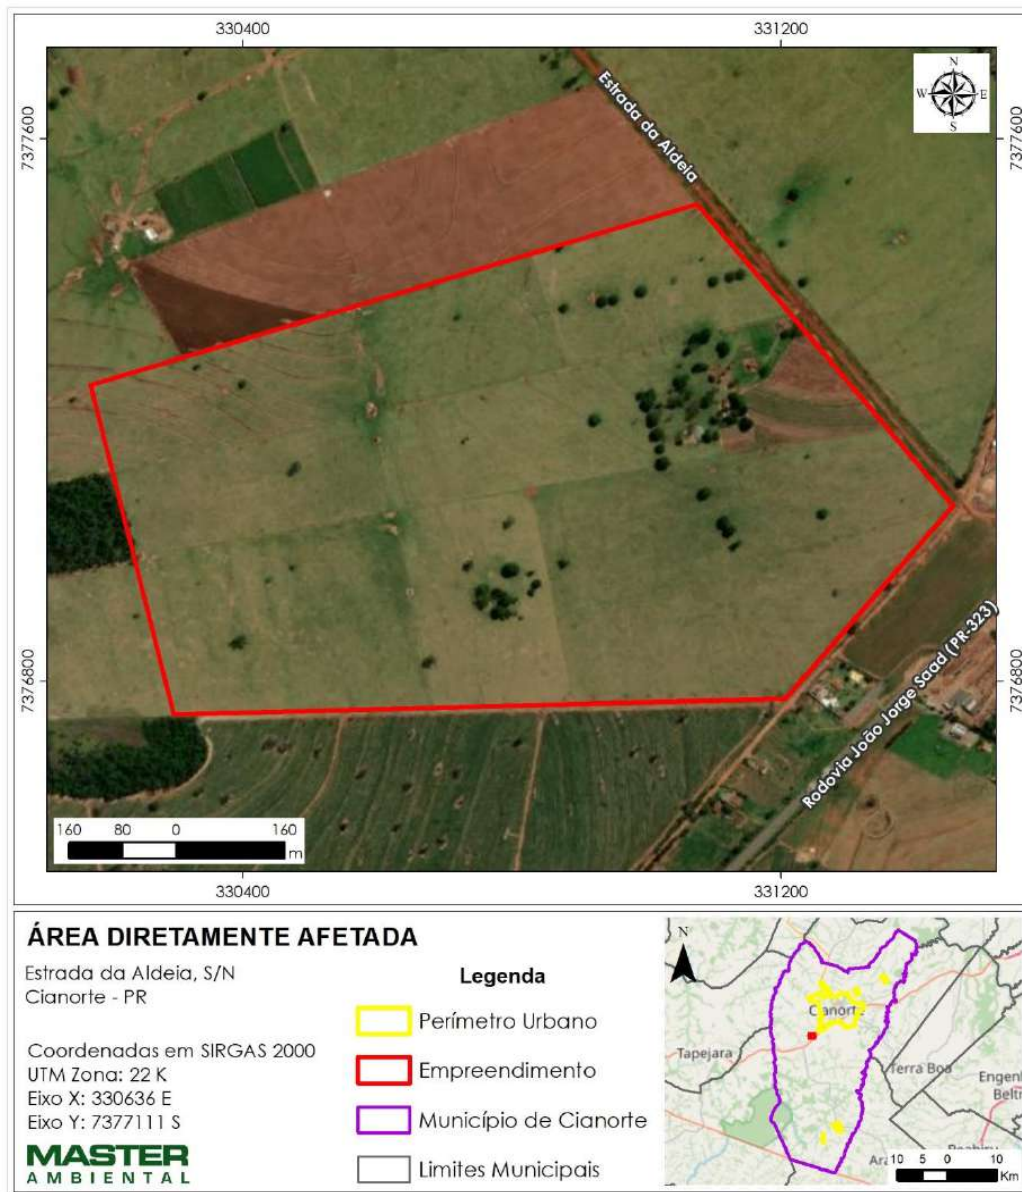 330400
331200
N
W
E
S
7377600
7377600
Estrada da Aldeia
7376800
7376800
Rodovia João Jorge Saad (PR-323)
160 80 0 160
m
330400
331200
ÁREA DIRETAMENTE AFETADA
Estrada da Aldeia, S/N
Cianorte - PR
Coordenadas em SIRGAS 2000
UTM Zona: 22 K
Eixo X: 330636 E
Eixo Y: 7377111 S
MASTER
AMBIENTAL
Legenda
Perímetro Urbano
Empreendimento
Município de Cianorte
Limites Municipais
N
Cianorte
Tapejara
Terra Boa
Engen
Beltr
10 5 0 10
Km